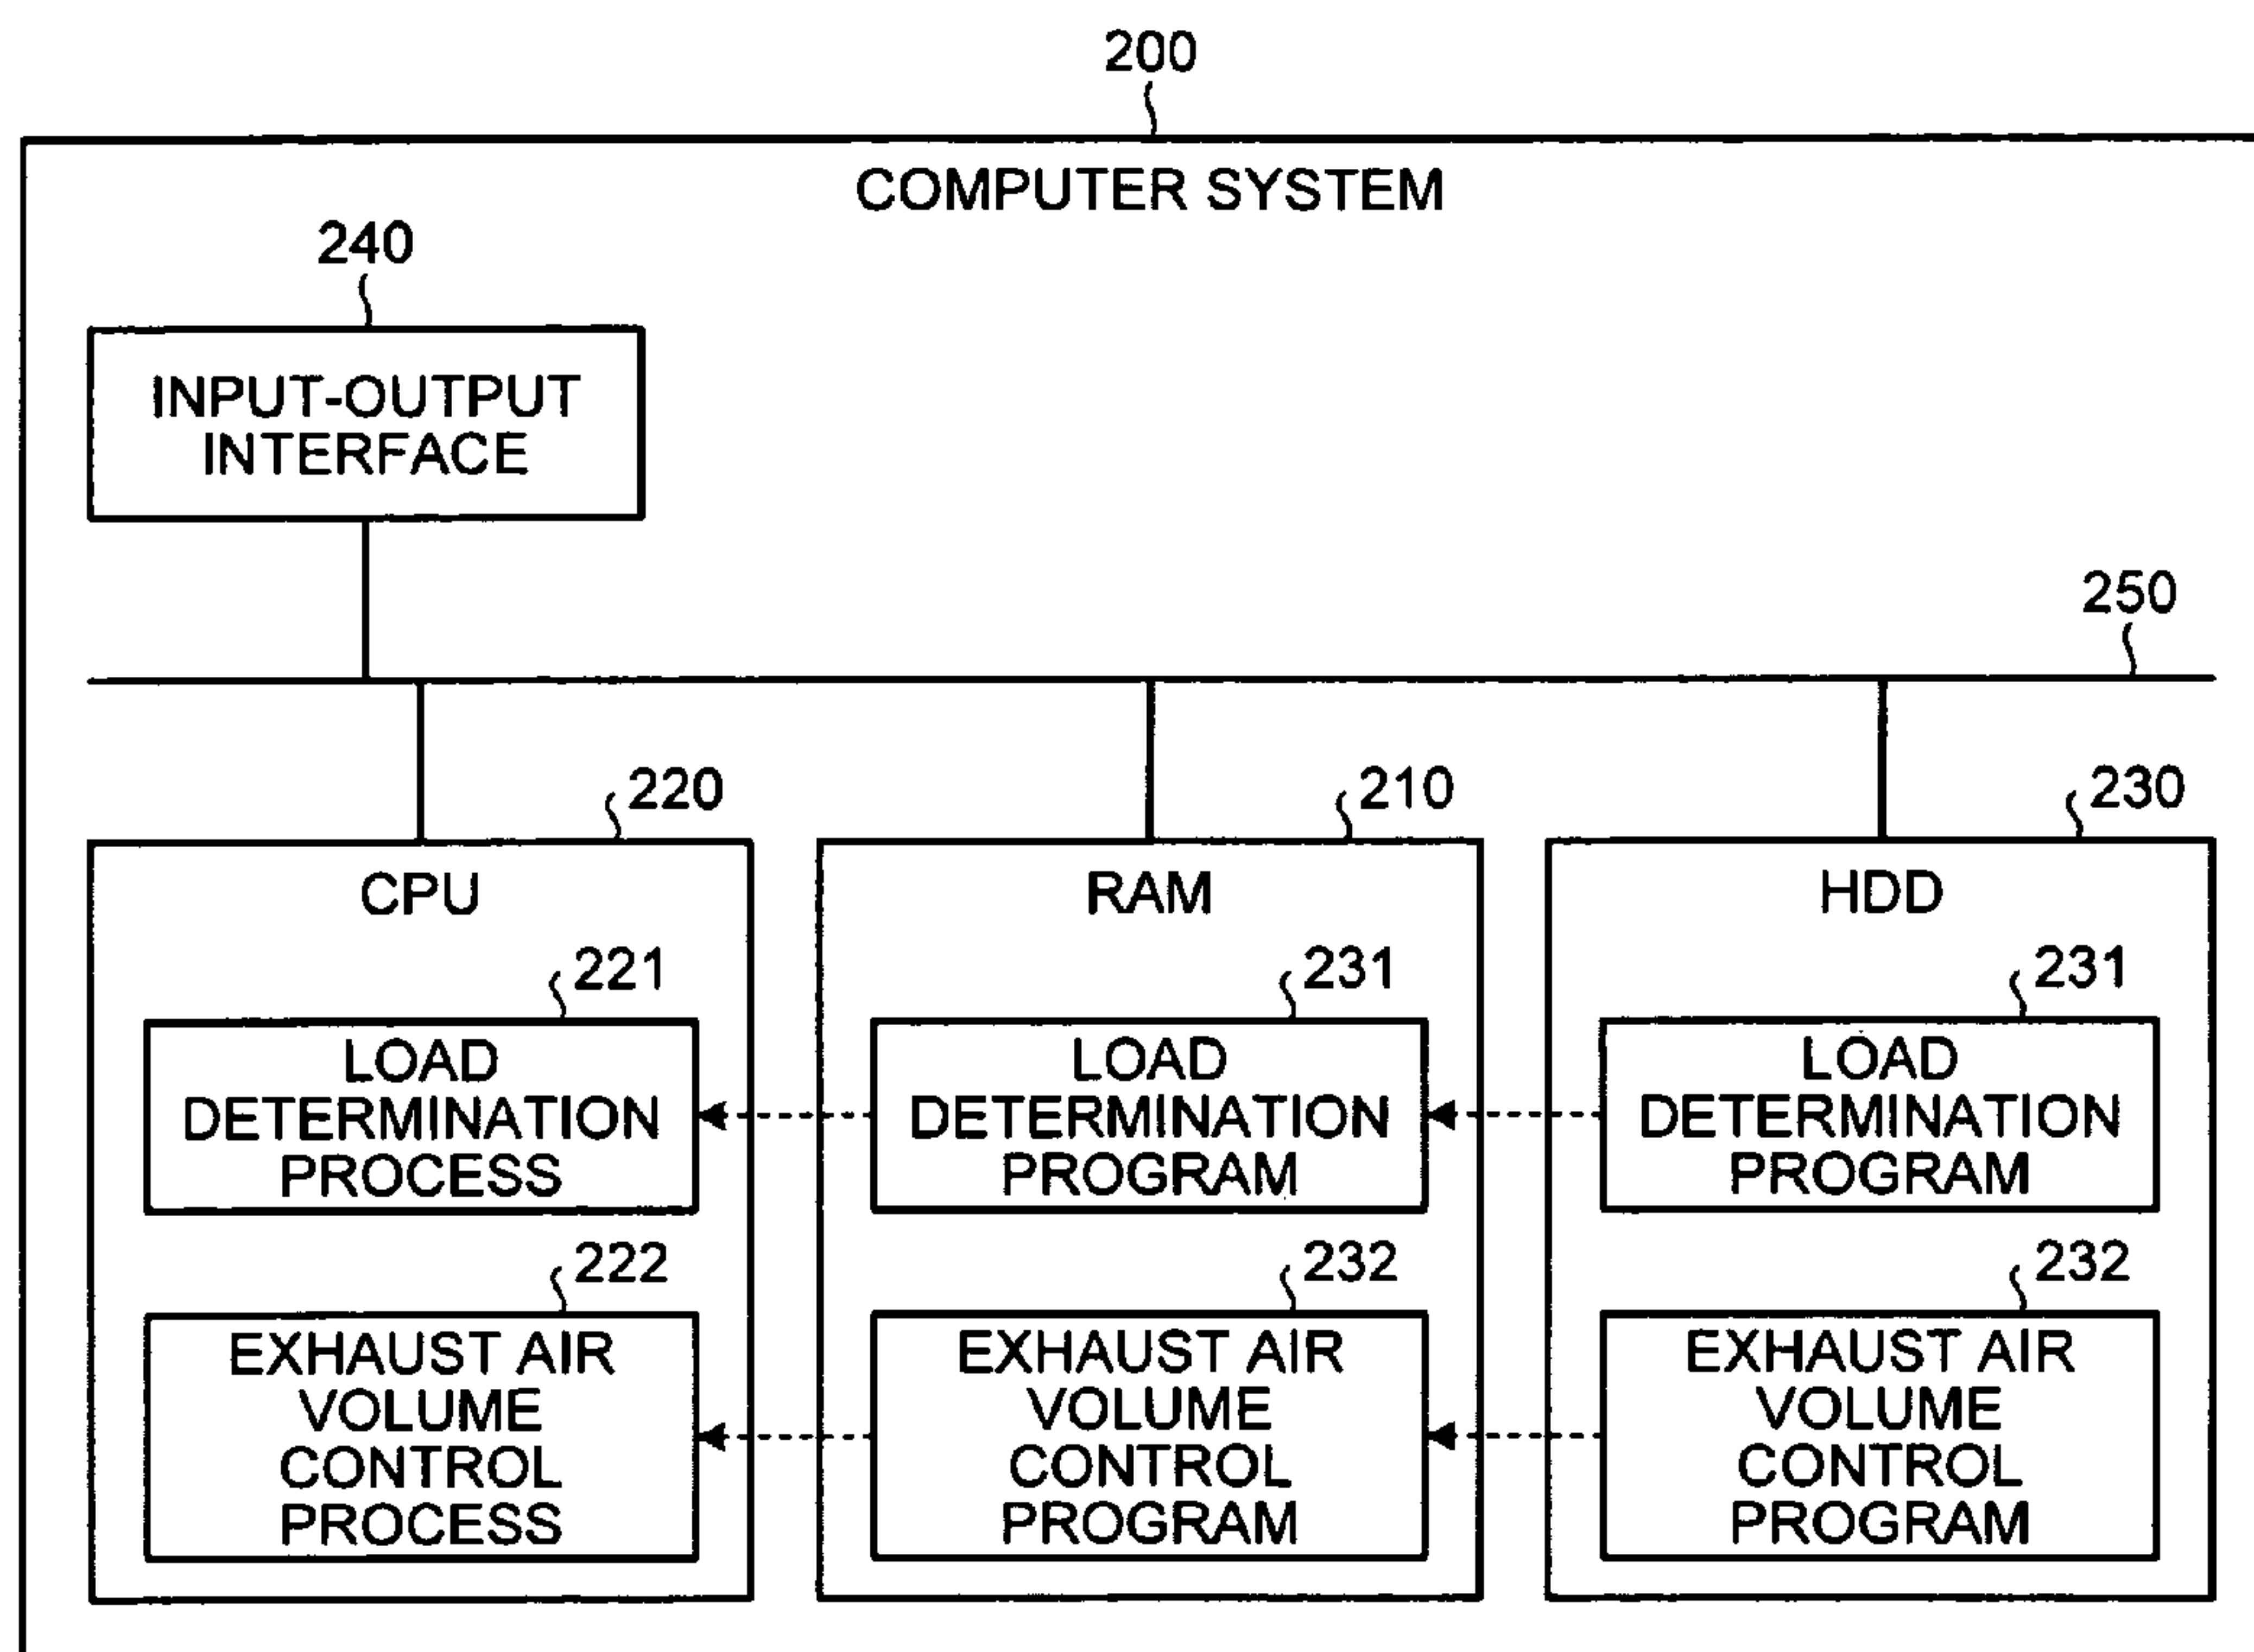 200
COMPUTER SYSTEM
240
INPUT-OUTPUT
INTERFACE
250
220
210
230
CPU
RAM
HDD
221
231
231
LOAD
DETERMINATION
PROCESS
LOAD
DETERMINATION
PROGRAM
LOAD
DETERMINATION
PROGRAM
222
232
232
EXHAUST AIR
VOLUME
CONTROL
PROCESS
EXHAUST AIR
VOLUME
CONTROL
PROGRAM
EXHAUST AIR
VOLUME
CONTROL
PROGRAM